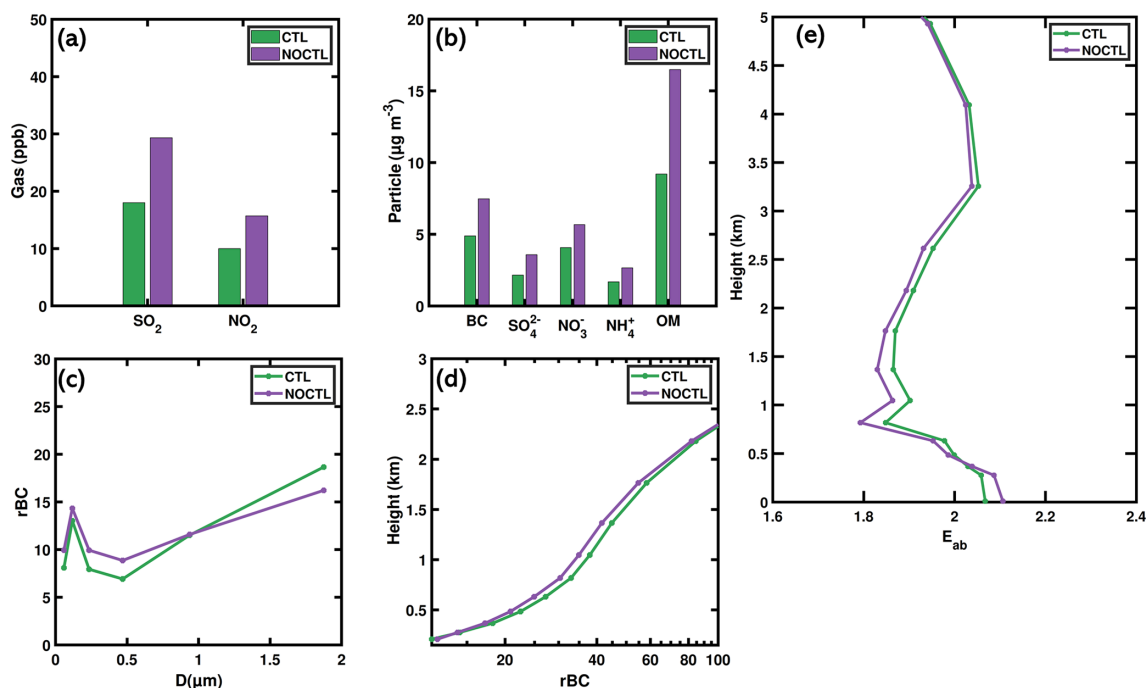 (a)
CTL
NOCTL
50
40
30
20
10
0
Gas (ppb)
SO₂
NO₂
(b)
CTL
NOCTL
20
15
10
5
0
Particle (μg m⁻³)
BC
SO₄²⁻
NO₃⁻
NH₄⁺
OM
(c)
CTL
NOCTL
30
25
20
15
10
5
0
rBC
0
0.5
1
1.5
2
D(μm)
(d)
CTL
NOCTL
3
2.5
2
1.5
1
0.5
Height (km)
20
40
60
80
100
rBC
(e)
CTL
NOCTL
5
4.5
4
3.5
3
2.5
2
1.5
1
0.5
0
Height (km)
1.6
1.8
2
2.2
2.4
E_ab